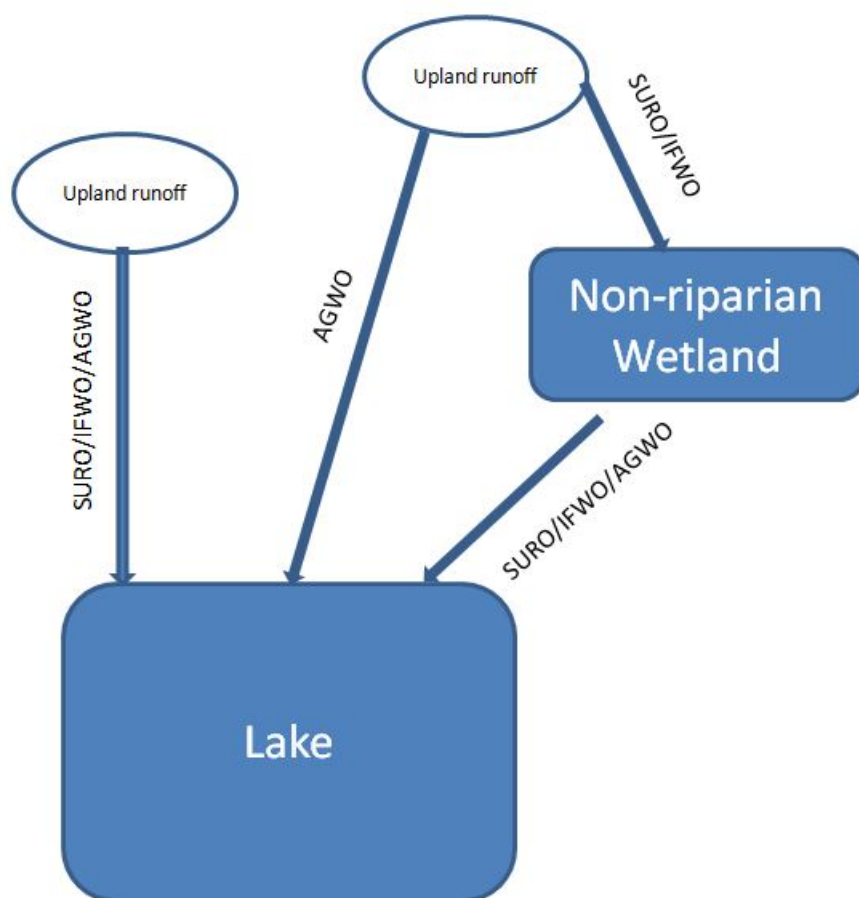 Upland runoff
SURO/IFWO
Upland runoff
AGWO
SURO/IFWO/AGWO
Non-riparian
Wetland
SURO/IFWO/AGWO
Lake